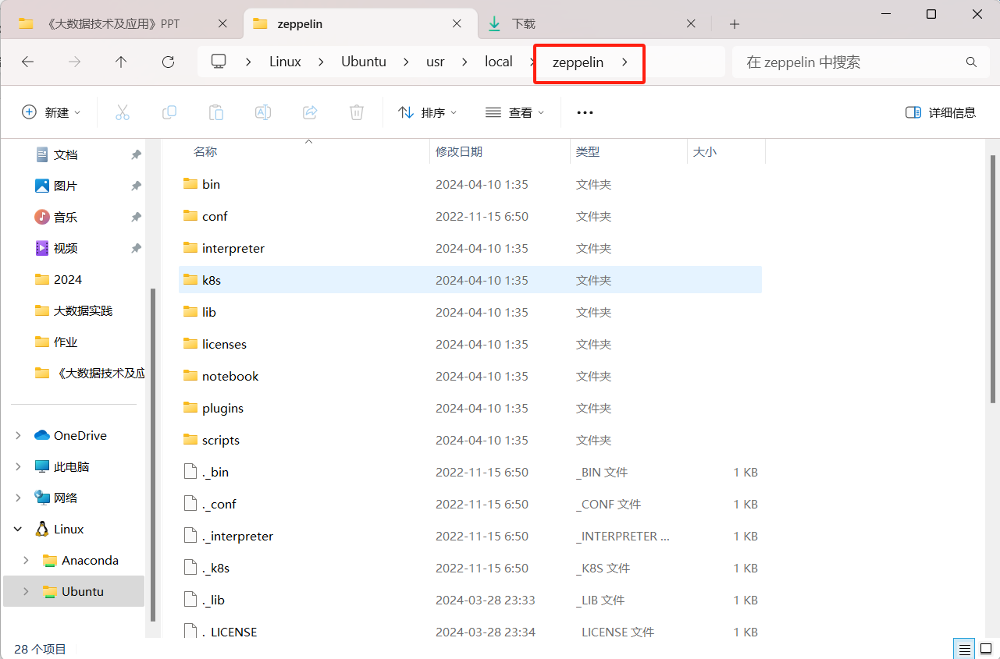 《大数据技术及应用》PPT
zeppelin
下载
Linux
Ubuntu
usr
local
zeppelin
在 zeppelin 中搜索
新建
排序
查看
详细信息
名称
修改日期
类型
大小
文档
图片
音乐
视频
2024
大数据实践
作业
《大数据技术及应
OneDrive
此电脑
网络
Linux
Anaconda
Ubuntu
bin 2024-04-10 1:35 文件夹
conf 2022-11-15 6:50 文件夹
interpreter 2024-04-10 1:35 文件夹
k8s 2024-04-10 1:35 文件夹
lib 2024-04-10 1:35 文件夹
licenses 2024-04-10 1:35 文件夹
notebook 2024-04-10 1:35 文件夹
plugins 2024-04-10 1:35 文件夹
scripts 2024-04-10 1:35 文件夹
._bin 2022-11-15 6:50 _BIN 文件 1 KB
._conf 2022-11-15 6:50 _CONF 文件 1 KB
._interpreter 2022-11-15 6:50 _INTERPRETER ... 1 KB
._k8s 2022-11-15 6:50 _K8S 文件 1 KB
._lib 2024-03-28 23:33 _LIB 文件 1 KB
. LICENSE 2024-03-28 23:34 LICENSE 文件 1 KB
28 个项目